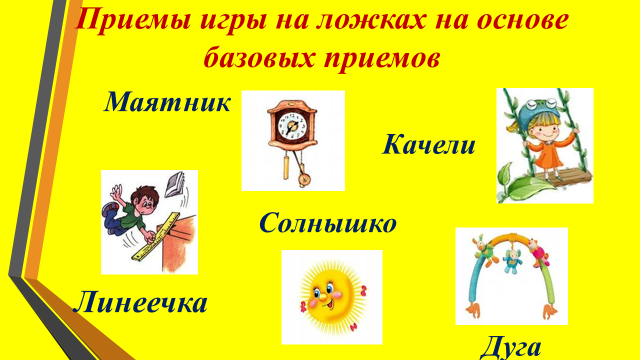 Приемы игры на ложках на основе
базовых приемов
Маятник
Качели
Солнышко
Линеечка
Дуга